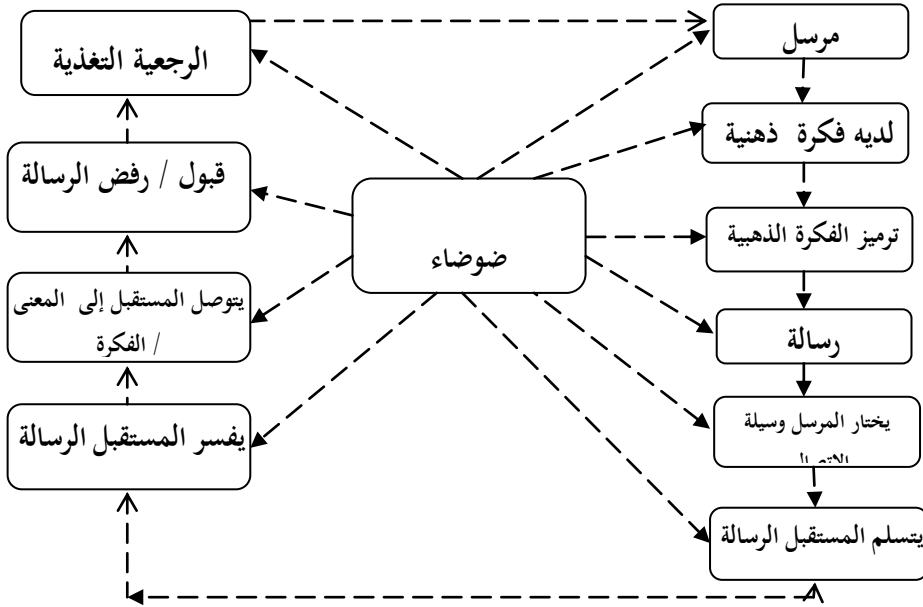 مرسل
لديه فكرة ذهنية
ترميز الفكرة الذهبية
رسالة
يختار المرسل وسيلة
يتسلم المستقبل الرسالة
ضوضاء
الرجعية التغذية
قبول / رفض الرسالة
يتوصل المستقبل إلى المعنى
/ الفكرة
يفسر المستقبل الرسالة